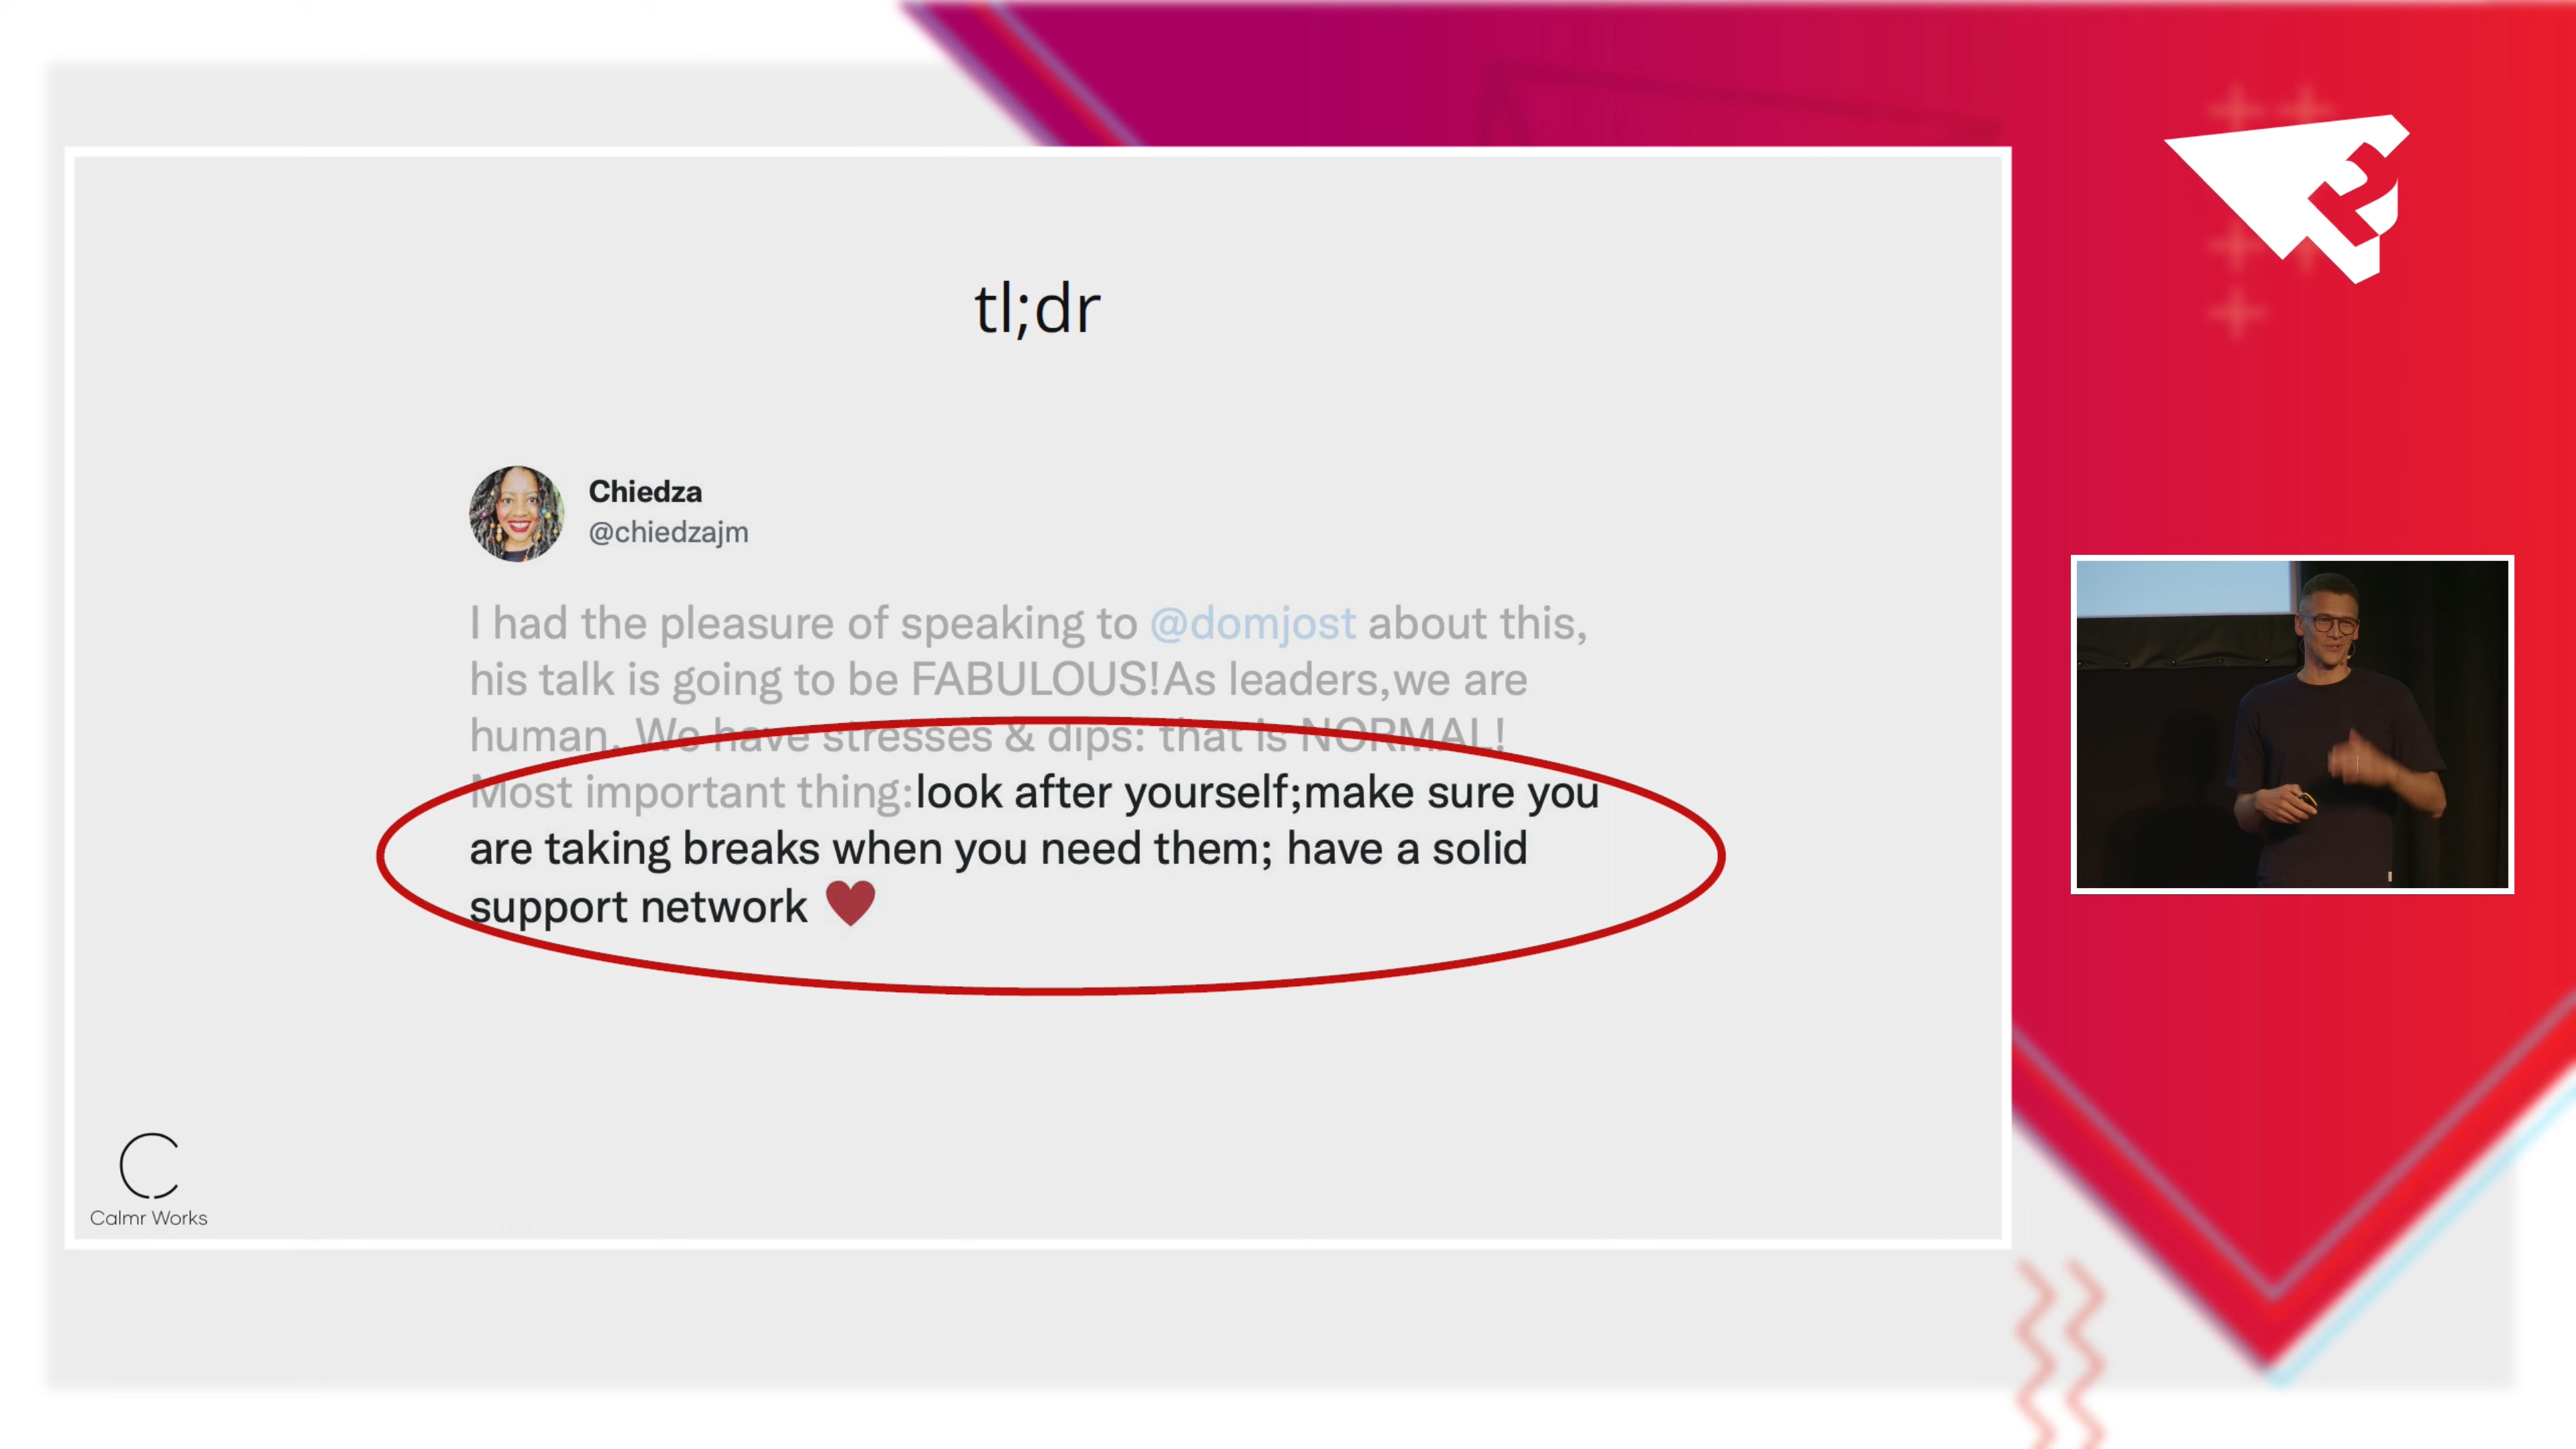 tl;dr
Chiedza
@chiedzajm
I had the pleasure of speaking to @domjost about this,
his talk is going to be FABULOUS!As leaders,we are
human. We have stresses & dips: that is NORMAL!
Most important thing:look after yourself;make sure you
are taking breaks when you need them; have a solid
support network ❤
Calmr Works